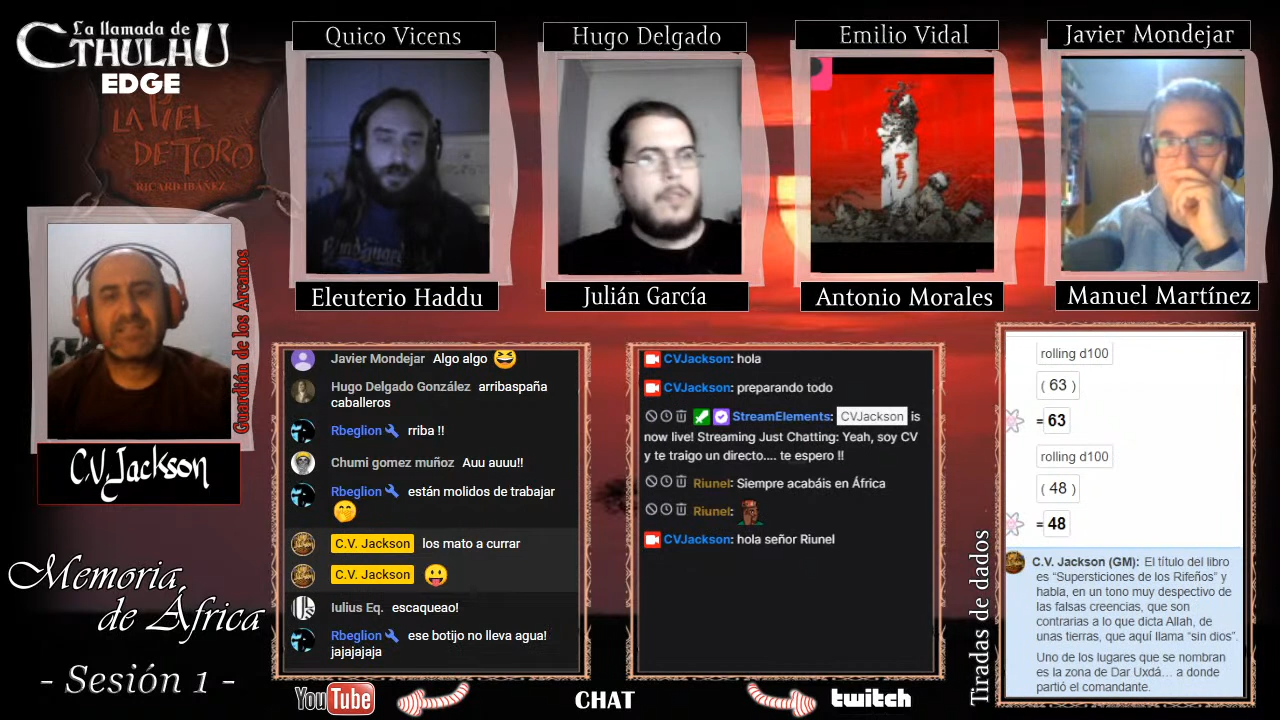 La llamada de
CTHULHU
EDGE
LA PIEL
DE TORO
RICARD IBÁÑEZ
Quico Vicens
Hugo Delgado
Emilio Vidal
Javier Mondejar
Eleuterio Haddu
Julián García
Antonio Morales
Manuel Martínez
Guardián de los Arcanos
C.V. Jackson
Memoria
de África
- Sesión 1 -
Javier Mondejar Algo algo
Hugo Delgado González arribaspaña
caballeros
Rbeglion rriba !!
Chumi gomez muñoz Auu auuu!!
Rbeglion están molidos de trabajar
C.V. Jackson los mato a currar
C.V. Jackson
Iulius Eq. escaqueao!
Rbeglion ese botijo no lleva agua!
jajajajaja
CVJackson: hola
CVJackson: preparando todo
StreamElements: CVJackson is
now live! Streaming Just Chatting: Yeah, soy CV
y te traigo un directo.... te espero !!
Riunel: Siempre acabáis en África
Riunel:
CVJackson: hola señor Riunel
Tiradas de dados
rolling d100
( 63 )
= 63
rolling d100
( 48 )
= 48
C.V. Jackson (GM): El título del libro
es “Supersticiones de los Rifeños” y
habla, en un tono muy despectivo de
las falsas creencias, que son
contrarias a lo que dicta Allah, de
unas tierras, que aquí llama “sin dios”.
Uno de los lugares que se nombran
es la zona de Dar Uxdá… a donde
partió el comandante.
YouTube
CHAT
twitch